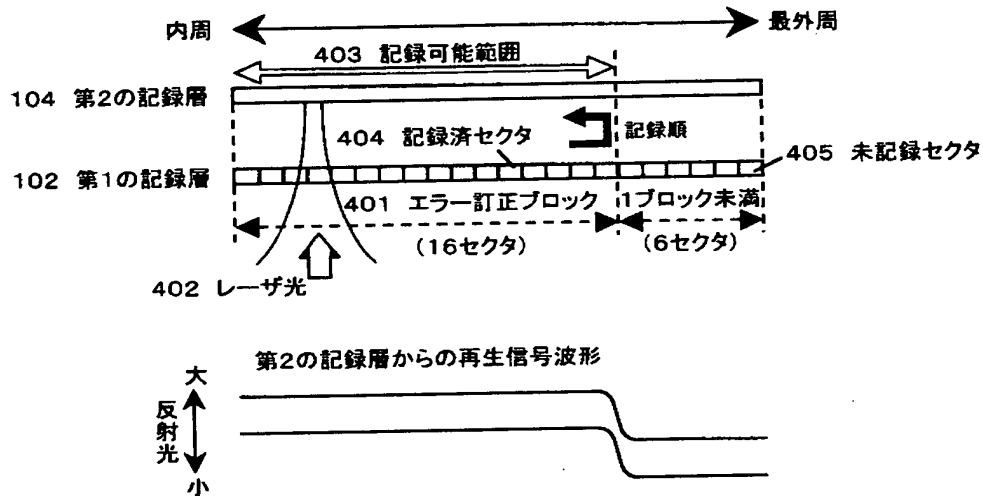 内周
最外周
403 記録可能範囲
104 第2の記録層
404 記録済セクタ
記録順
405 未記録セクタ
102 第1の記録層
401 エラー訂正ブロック
1ブロック未満
(16セクタ)
(6セクタ)
402 レーザ光
第2の記録層からの再生信号波形
大
反射光
小